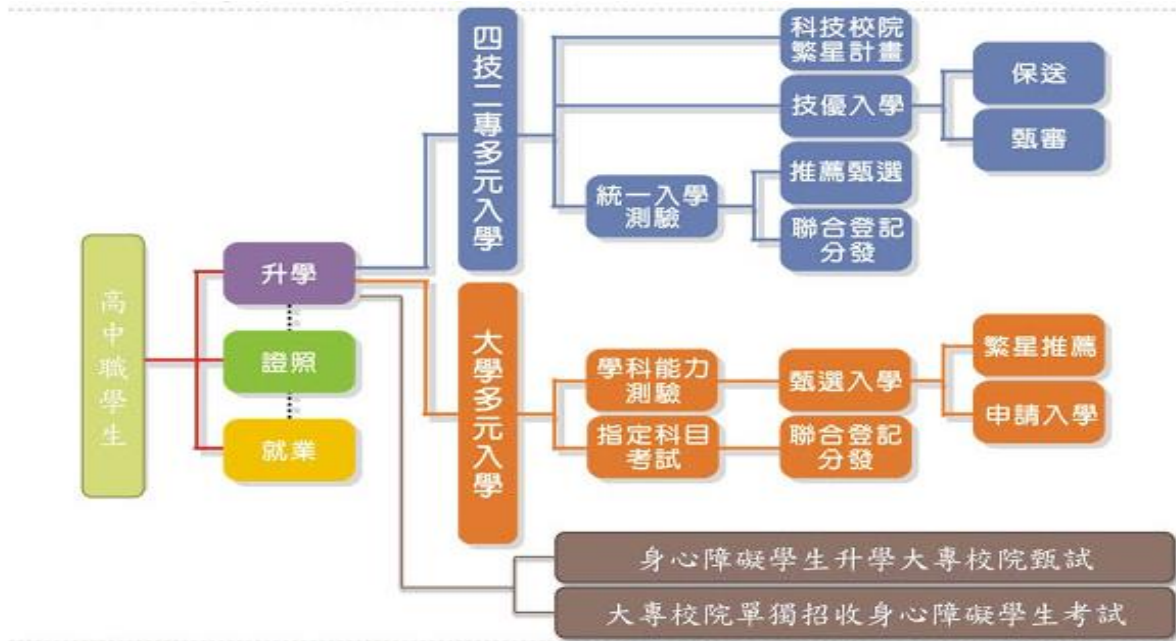 高中職學生
升學
證照
就業
四技二專多元入學
科技校院
繁星計畫
技優入學
保送
甄審
統一入學
測驗
推薦甄選
聯合登記
分發
大學多元入學
學科能力
測驗
甄選入學
繁星推薦
申請入學
指定科目
考試
聯合登記
分發
身心障礙學生升學大專校院甄試
大專校院單獨招收身心障礙學生考試